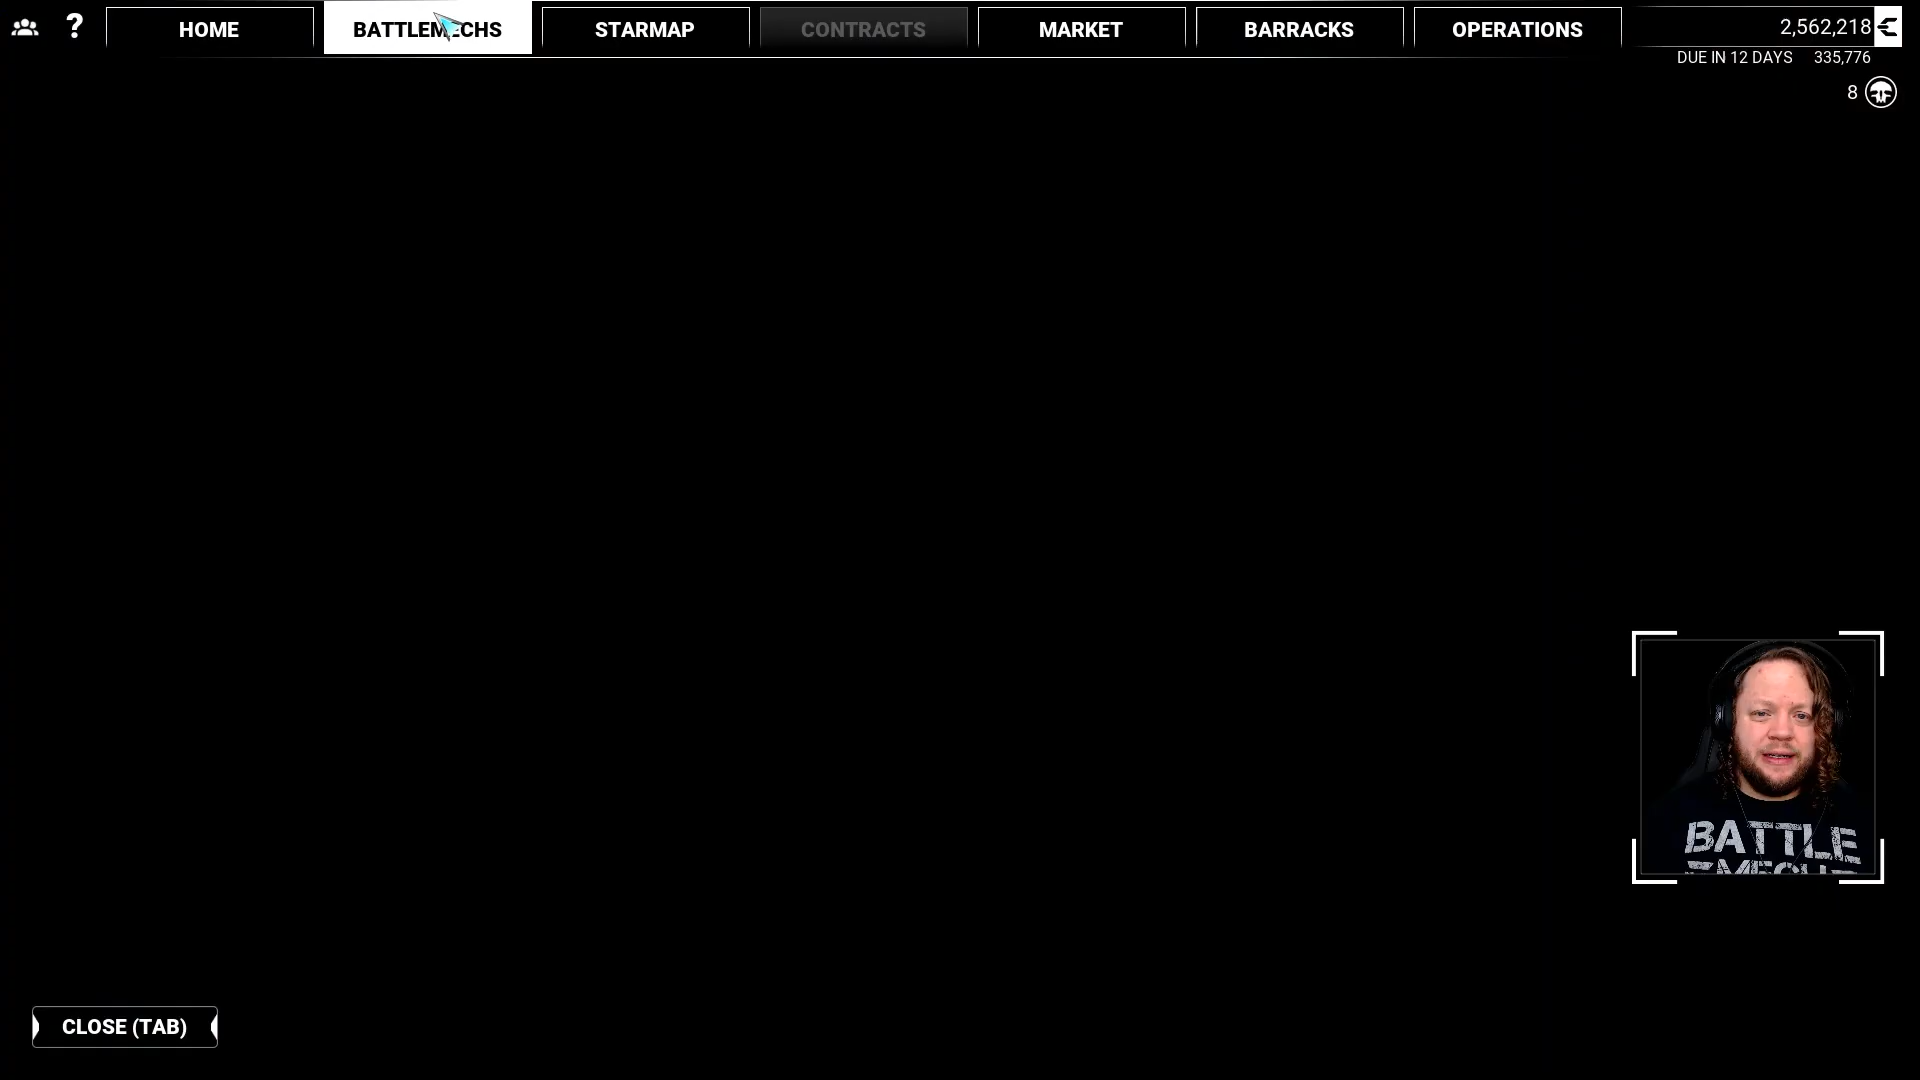 ?
HOME
BATTLEMECHS
STARMAP
CONTRACTS
MARKET
BARRACKS
OPERATIONS
2,562,218
DUE IN 12 DAYS 335,776
8
BATTLE
CLOSE (TAB)